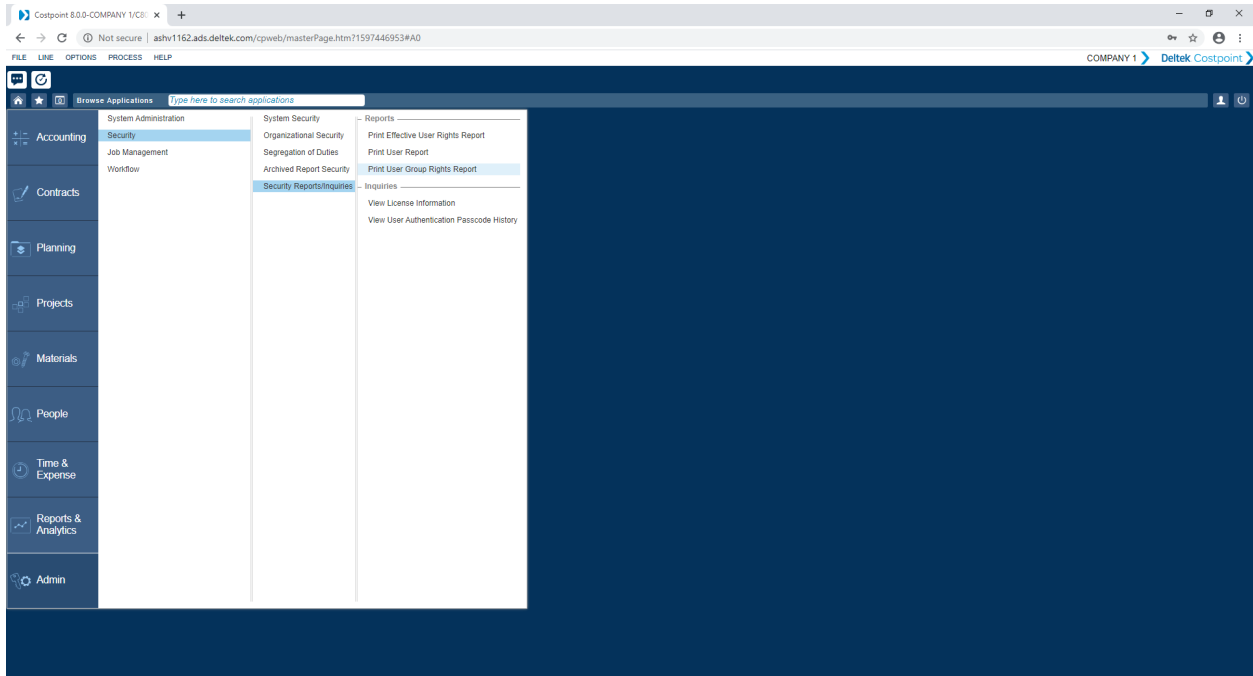 Costpoint 8.0.0-COMPANY 1/C80
Not secure | ashv1162.ads.deltek.com/cpweb/masterPage.htm?1597446953#A0
FILE LINE OPTIONS PROCESS HELP
COMPANY 1 Deltek Costpoint
Browse Applications Type here to search applications
Accounting
Contracts
Planning
Projects
Materials
People
Time &
Expense
Reports &
Analytics
Admin
System Administration
Security
Job Management
Workflow
System Security
Organizational Security
Segregation of Duties
Archived Report Security
Security Reports/Inquiries
Reports
Print Effective User Rights Report
Print User Report
Print User Group Rights Report
Inquiries
View License Information
View User Authentication Passcode History